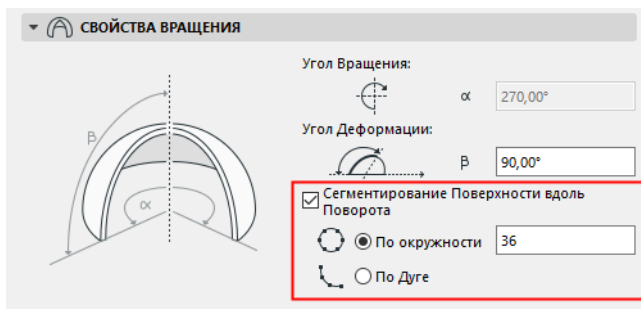 СВОЙСТВА ВРАЩЕНИЯ
Угол Вращения:
α 270,00°
Угол Деформации:
β 90,00°
Сегментирование Поверхности вдоль
Поворота
По окружности 36
По Дуге
β
α